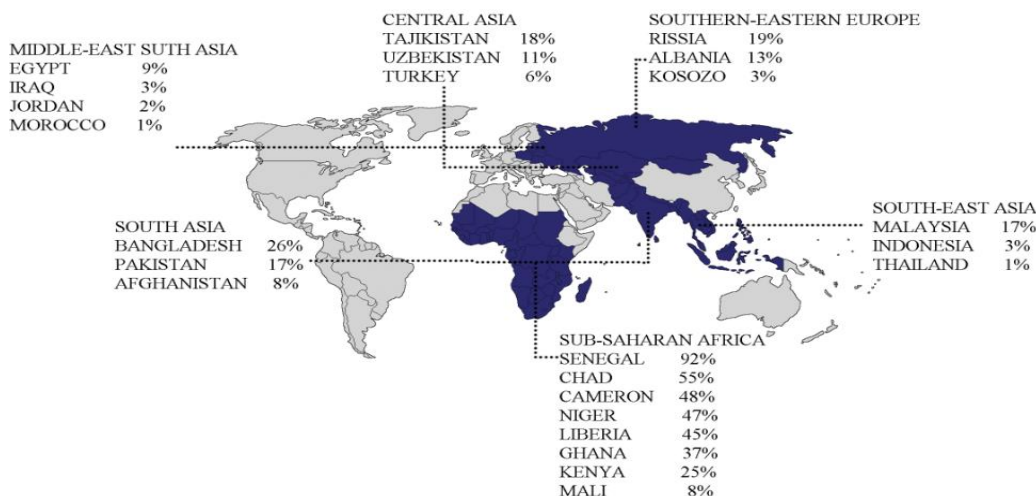 MIDDLE-EAST SUTH ASIA
EGYPT 9%
IRAQ 3%
JORDAN 2%
MOROCCO 1%
CENTRAL ASIA
TAJIKISTAN 18%
UZBEKISTAN 11%
TURKEY 6%
SOUTHERN-EASTERN EUROPE
RISSIA 19%
ALBANIA 13%
KOSOZO 3%
SOUTH ASIA
BANGLADESH 26%
PAKISTAN 17%
AFGHANISTAN 8%
SOUTH-EAST ASIA
MALAYSIA 17%
INDONESIA 3%
THAILAND 1%
SUB-SAHARAN AFRICA
SENEGAL 92%
CHAD 55%
CAMERON 48%
NIGER 47%
LIBERIA 45%
GHANA 37%
KENYA 25%
MALI 8%